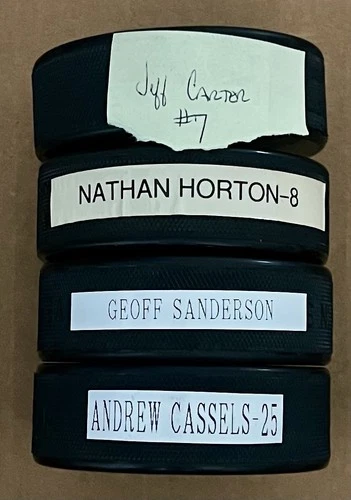 Jeff Carter
#7
NATHAN HORTON-8
GEOFF SANDERSON
ANDREW CASSELS-25